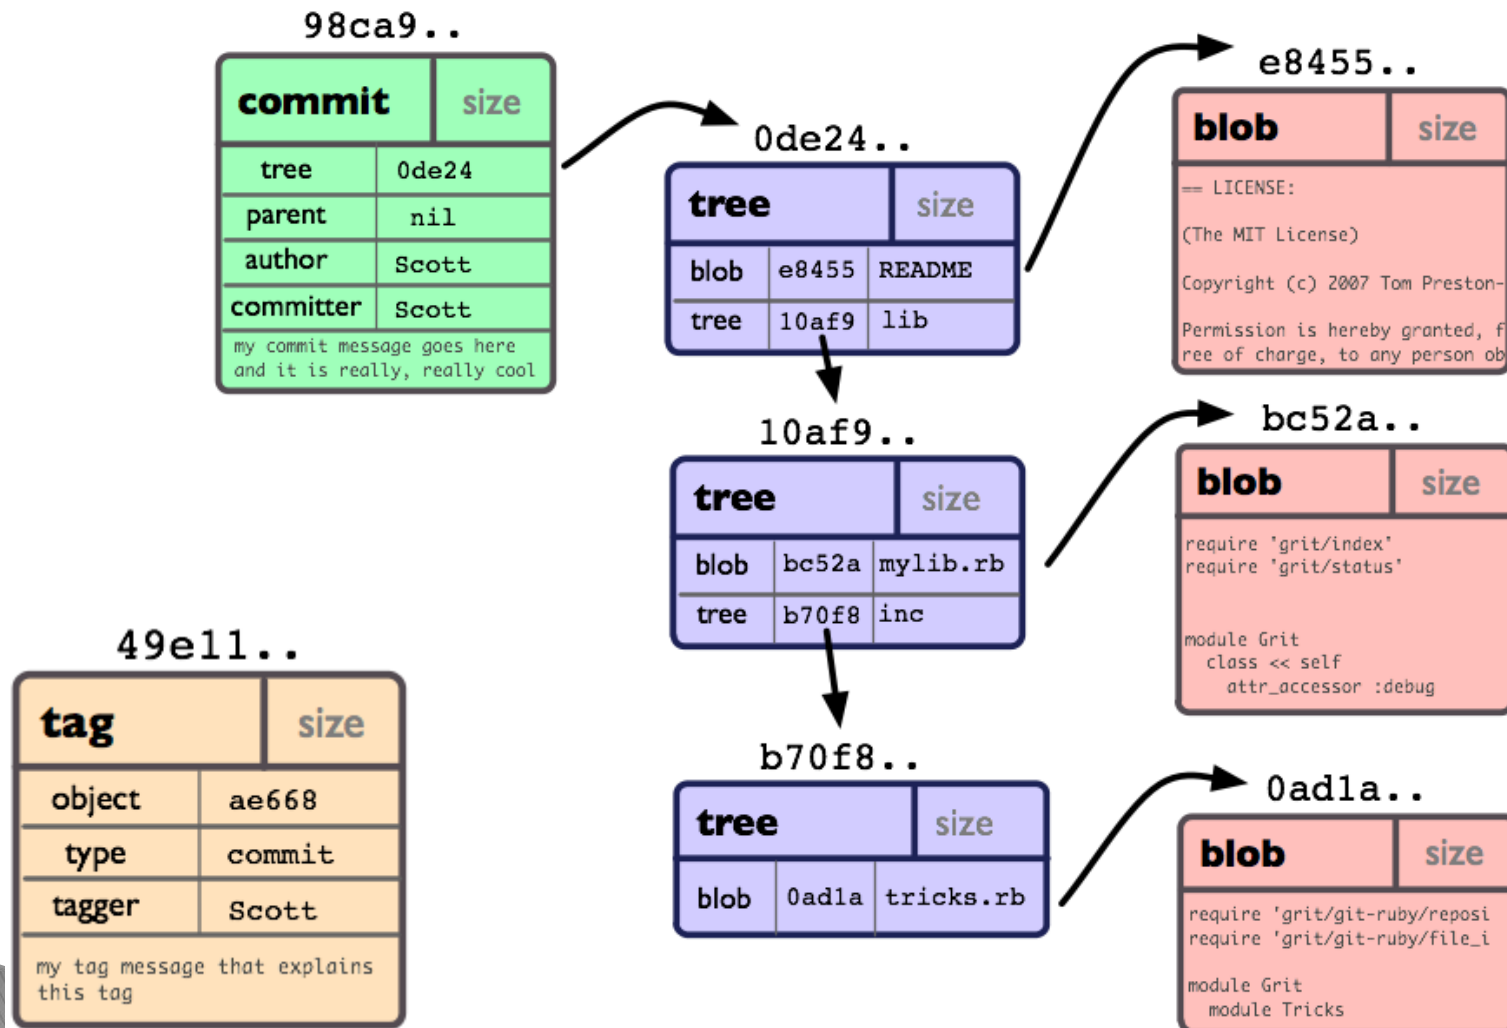 98ca9..
commit size
tree 0de24
parent nil
author Scott
committer Scott
my commit message goes here
and it is really, really cool
0de24..
tree size
blob e8455 README
tree 10af9 lib
10af9..
tree size
blob bc52a mylib.rb
tree b70f8 inc
b70f8..
tree size
blob 0ad1a tricks.rb
e8455..
blob size
== LICENSE:
(The MIT License)
Copyright (c) 2007 Tom Preston-
Permission is hereby granted, f
ree of charge, to any person ob
bc52a..
blob size
require 'grit/index'
require 'grit/status'
module Grit
class << self
attr_accessor :debug
0ad1a..
blob size
require 'grit/git-ruby/reposi
require 'grit/git-ruby/file_i
module Grit
module Tricks
49e11..
tag size
object ae668
type commit
tagger Scott
my tag message that explains
this tag